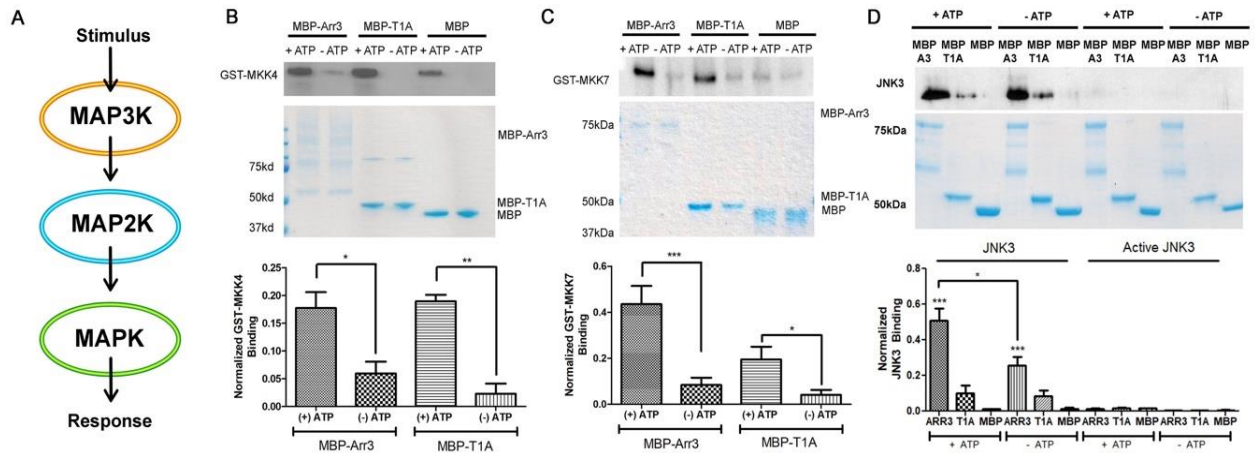 A
Stimulus
MAP3K
MAP2K
MAPK
Response
B
MBP-Arr3 MBP-T1A MBP
+ ATP - ATP + ATP - ATP + ATP - ATP
GST-MKK4
MBP-Arr3
75kd
50kd
MBP-T1A
MBP
37kd
Normalized GST-MKK4
Binding
0.25
0.20
0.15
0.10
0.05
0.00
*
**
(+) ATP (-) ATP (+) ATP (-) ATP
MBP-Arr3 MBP-T1A
C
MBP-Arr3 MBP-T1A MBP
+ ATP - ATP + ATP - ATP + ATP - ATP
GST-MKK7
MBP-Arr3
75kDa
MBP-T1A
50kDa
MBP
37kDa
Normalized GST-MKK7
Binding
0.6
0.4
0.2
0.0
***
*
(+) ATP (-) ATP (+) ATP (-) ATP
MBP-Arr3 MBP-T1A
D
+ ATP - ATP + ATP - ATP
MBP MBP MBP MBP MBP MBP MBP MBP MBP MBP MBP MBP
A3 T1A A3 T1A A3 T1A A3 T1A
JNK3
75kDa
50kDa
JNK3 Active JNK3
Normalized
JNK3 Binding
0.8
0.6
0.4
0.2
0.0
***
*
***
ARR3 T1A MBP ARR3 T1A MBP ARR3 T1A MBP ARR3 T1A MBP
+ ATP - ATP + ATP - ATP